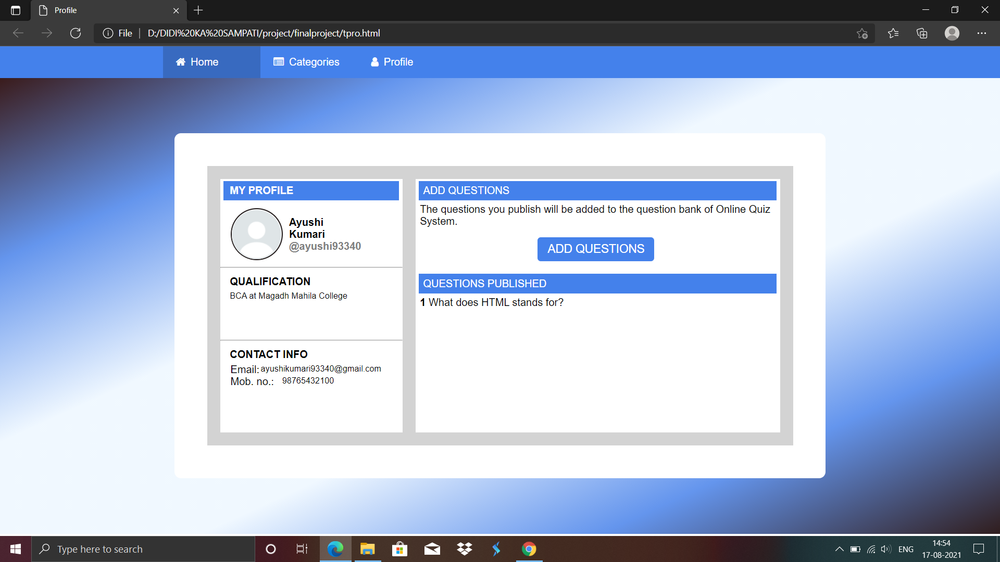 Profile
File
D:/DIDI%20KA%20SAMPATI/project/finalproject/tpro.html
Home
Categories
Profile
MY PROFILE
Ayushi
Kumari
@ayushi93340
QUALIFICATION
BCA at Magadh Mahila College
CONTACT INFO
Email: ayushikumari93340@gmail.com
Mob. no.: 98765432100
ADD QUESTIONS
The questions you publish will be added to the question bank of Online Quiz
System.
ADD QUESTIONS
QUESTIONS PUBLISHED
1 What does HTML stands for?
Type here to search
ENG
14:54
17-08-2021